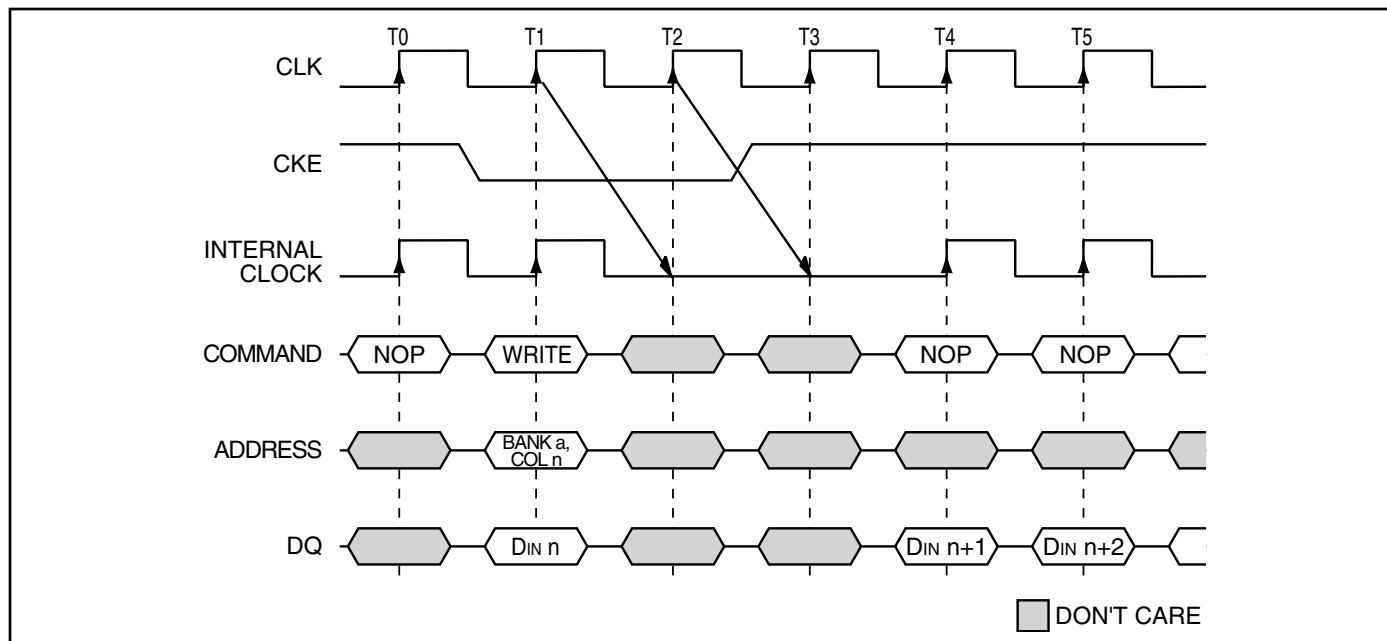 T0 T1 T2 T3 T4 T5
CLK
CKE
INTERNAL
CLOCK
COMMAND NOP WRITE NOP NOP
ADDRESS BANK a,
COL n
DQ DIN n DIN n+1 DIN n+2
DON'T CARE